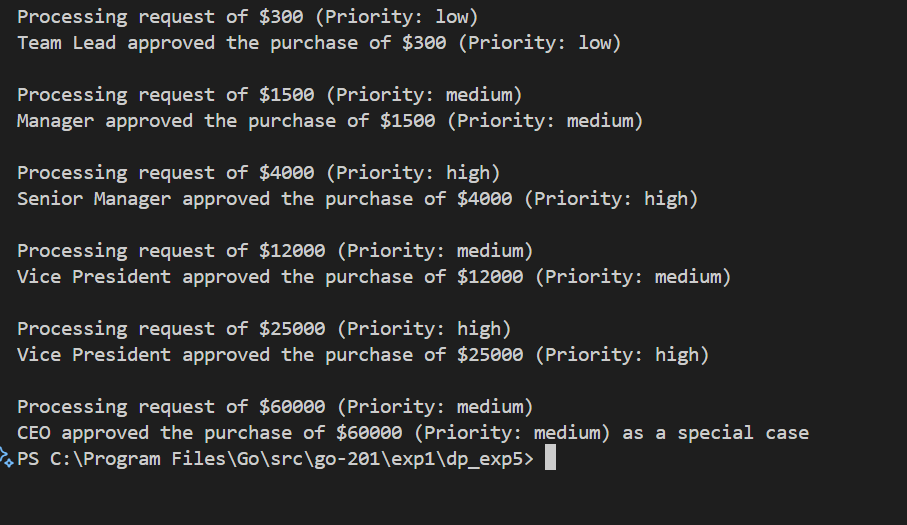 Processing request of $300 (Priority: low)
Team Lead approved the purchase of $300 (Priority: low)
Processing request of $1500 (Priority: medium)
Manager approved the purchase of $1500 (Priority: medium)
Processing request of $4000 (Priority: high)
Senior Manager approved the purchase of $4000 (Priority: high)
Processing request of $12000 (Priority: medium)
Vice President approved the purchase of $12000 (Priority: medium)
Processing request of $25000 (Priority: high)
Vice President approved the purchase of $25000 (Priority: high)
Processing request of $60000 (Priority: medium)
CEO approved the purchase of $60000 (Priority: medium) as a special case
PS C:\Program Files\Go\src\go-201\exp1\dp_exp5>